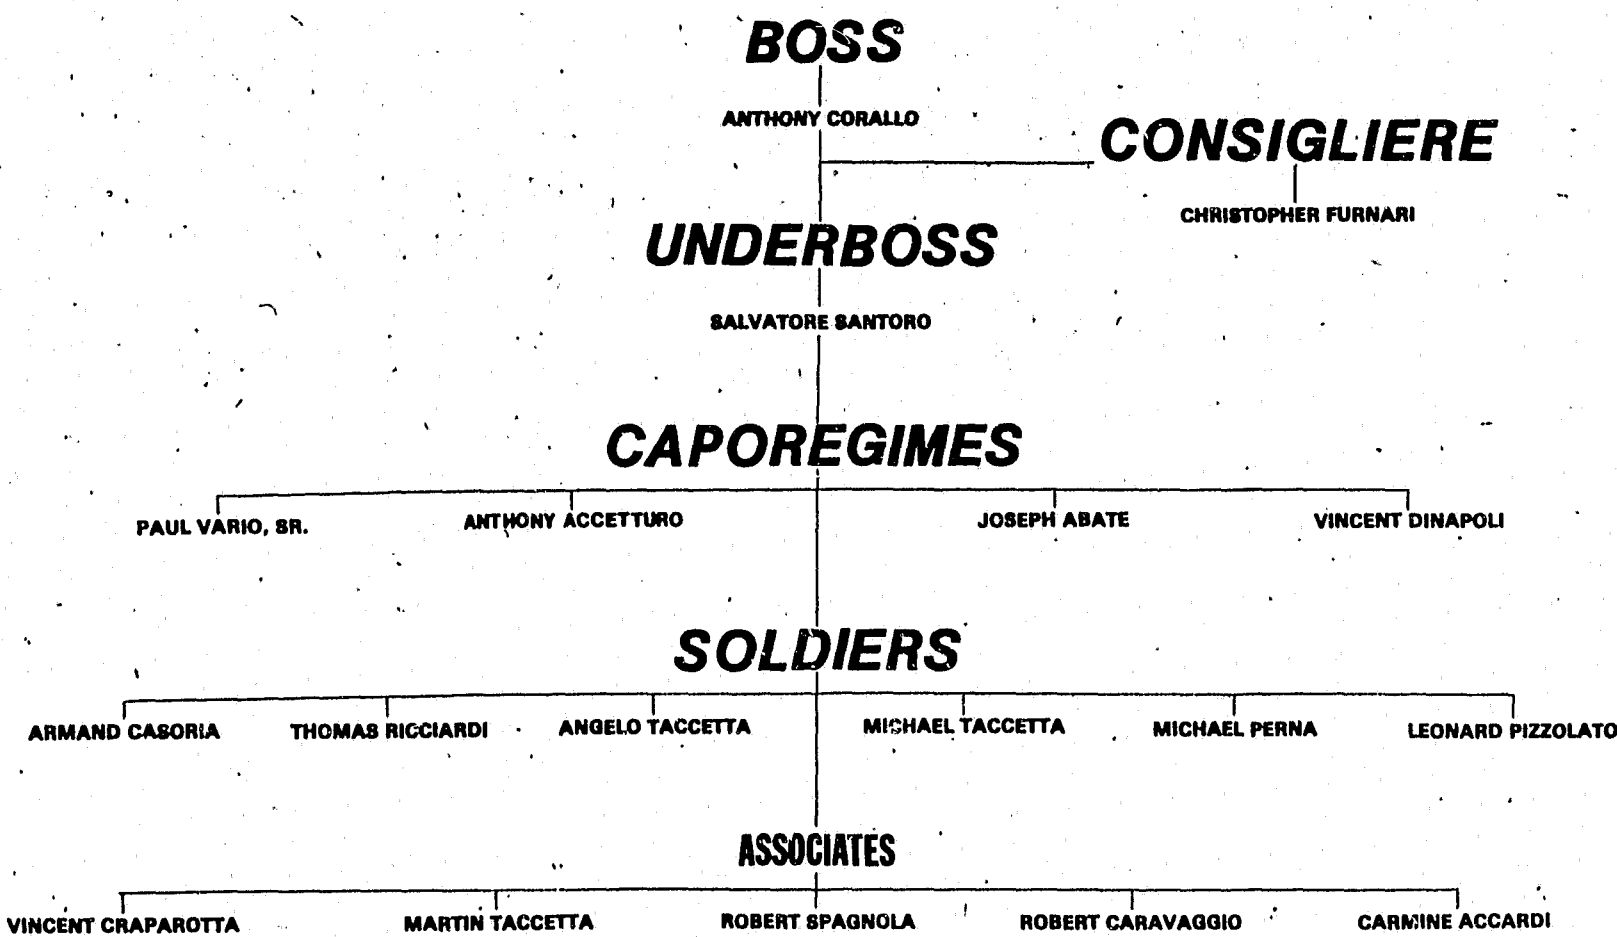 BOSS
ANTHONY CORALLO
CONSIGLIERE
CHRISTOPHER FURNARI
UNDERBOSS
SALVATORE SANTORO
CAPOREGIMES
PAUL VARIO, SR. ANTHONY ACCETTURO JOSEPH ABATE VINCENT DINAPOLI
SOLDIERS
ARMAND CASORIA THOMAS RICCIARDI ANGELO TACCETTA MICHAEL TACCETTA MICHAEL PERNA LEONARD PIZZOLATO
ASSOCIATES
VINCENT CRAPAROTTA MARTIN TACCETTA ROBERT SPAGNOLA ROBERT CARAVAGGIO CARMINE ACCARDI